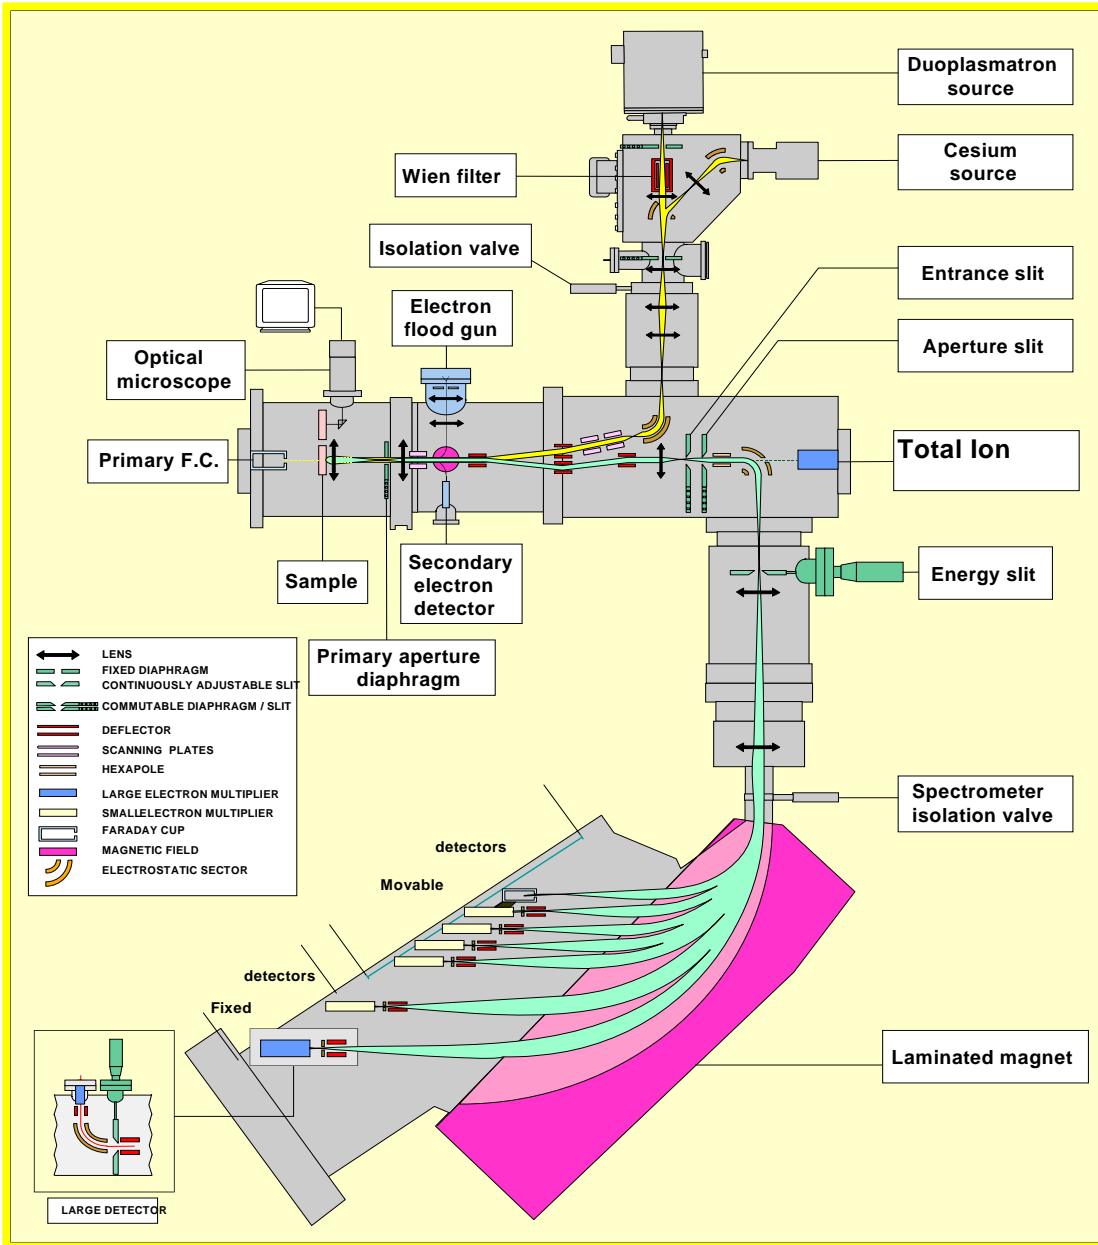 Duoplasmatron
source
Cesium
source
Wien filter
Isolation valve
Entrance slit
Electron
flood gun
Aperture slit
Optical
microscope
Primary F.C.
Total Ion
Sample
Secondary
electron
detector
Energy slit
Primary aperture
diaphragm
LENS
FIXED DIAPHRAGM
CONTINUOUSLY ADJUSTABLE SLIT
COMMUTABLE DIAPHRAGM / SLIT
DEFLECTOR
SCANNING PLATES
HEXAPOLE
LARGE ELECTRON MULTIPLIER
SMALLELECTRON MULTIPLIER
FARADAY CUP
MAGNETIC FIELD
ELECTROSTATIC SECTOR
Spectrometer
isolation valve
detectors
Movable
detectors
Fixed
Laminated magnet
LARGE DETECTOR